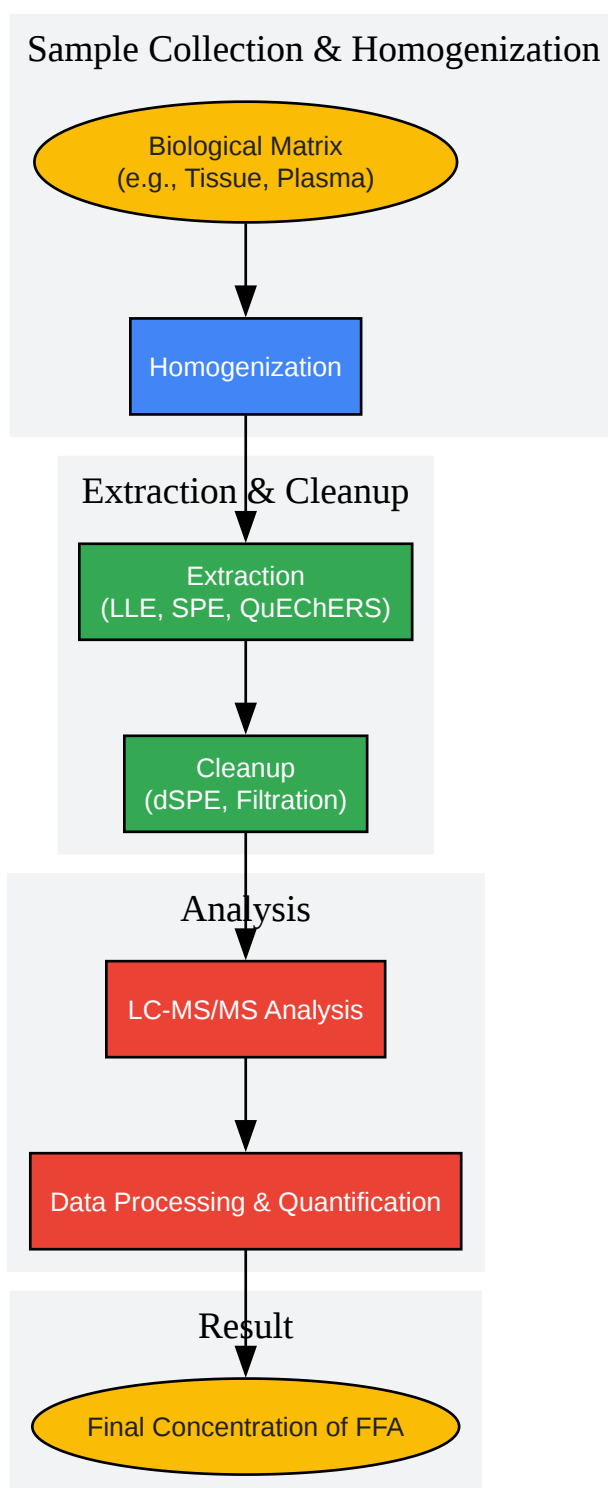 Sample Collection & Homogenization
Biological Matrix
(e.g., Tissue, Plasma)
Homogenization
Extraction & Cleanup
Extraction
(LLE, SPE, QuEChERS)
Cleanup
(dSPE, Filtration)
Analysis
LC-MS/MS Analysis
Data Processing & Quantification
Result
Final Concentration of FFA